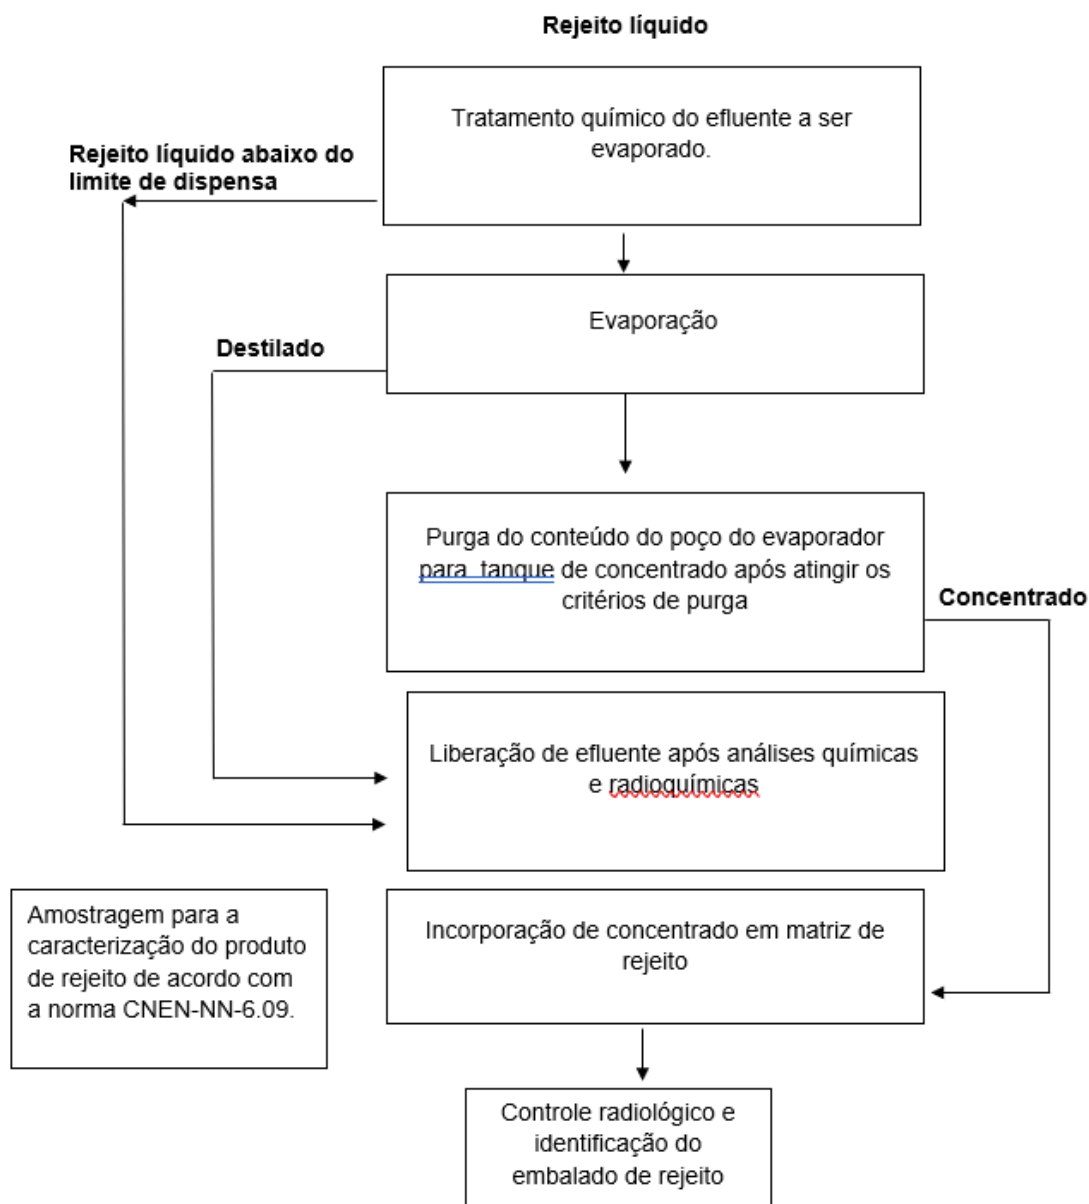 Rejeito líquido
Tratamento químico do efluente a ser
evaporado.
Rejeito líquido abaixo do
limite de dispensa
Evaporação
Destilado
Purga do conteúdo do poço do evaporador
para tanque de concentrado após atingir os
critérios de purga
Concentrado
Liberação de efluente após análises químicas
e radioquímicas
Amostragem para a
caracterização do produto
de rejeito de acordo com
a norma CNEN-NN-6.09.
Incorporação de concentrado em matriz de
rejeito
Controle radiológico e
identificação do
embalado de rejeito